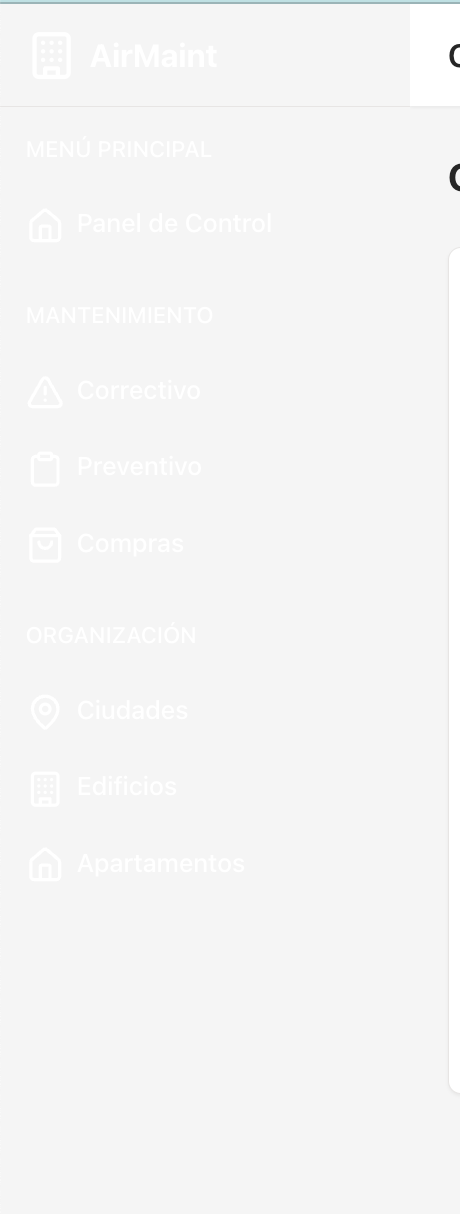 AirMaint
MENÚ PRINCIPAL
Panel de Control
MANTENIMIENTO
Correctivo
Preventivo
Compras
ORGANIZACIÓN
Ciudades
Edificios
Apartamentos